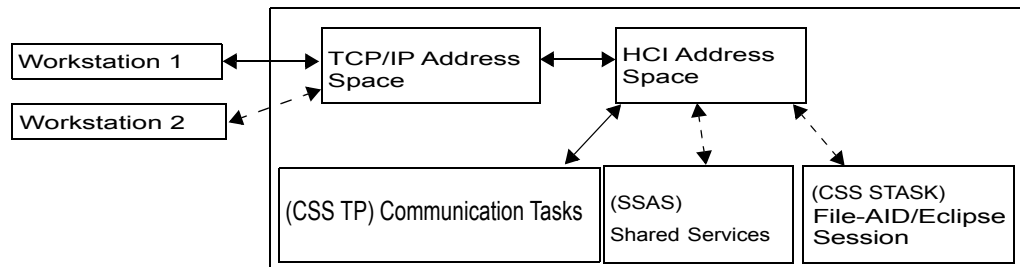 Workstation 1
Workstation 2
TCP/IP Address
Space
HCI Address
Space
(CSS TP) Communication Tasks
(SSAS)
Shared Services
(CSS STASK)
File-AID/Eclipse
Session